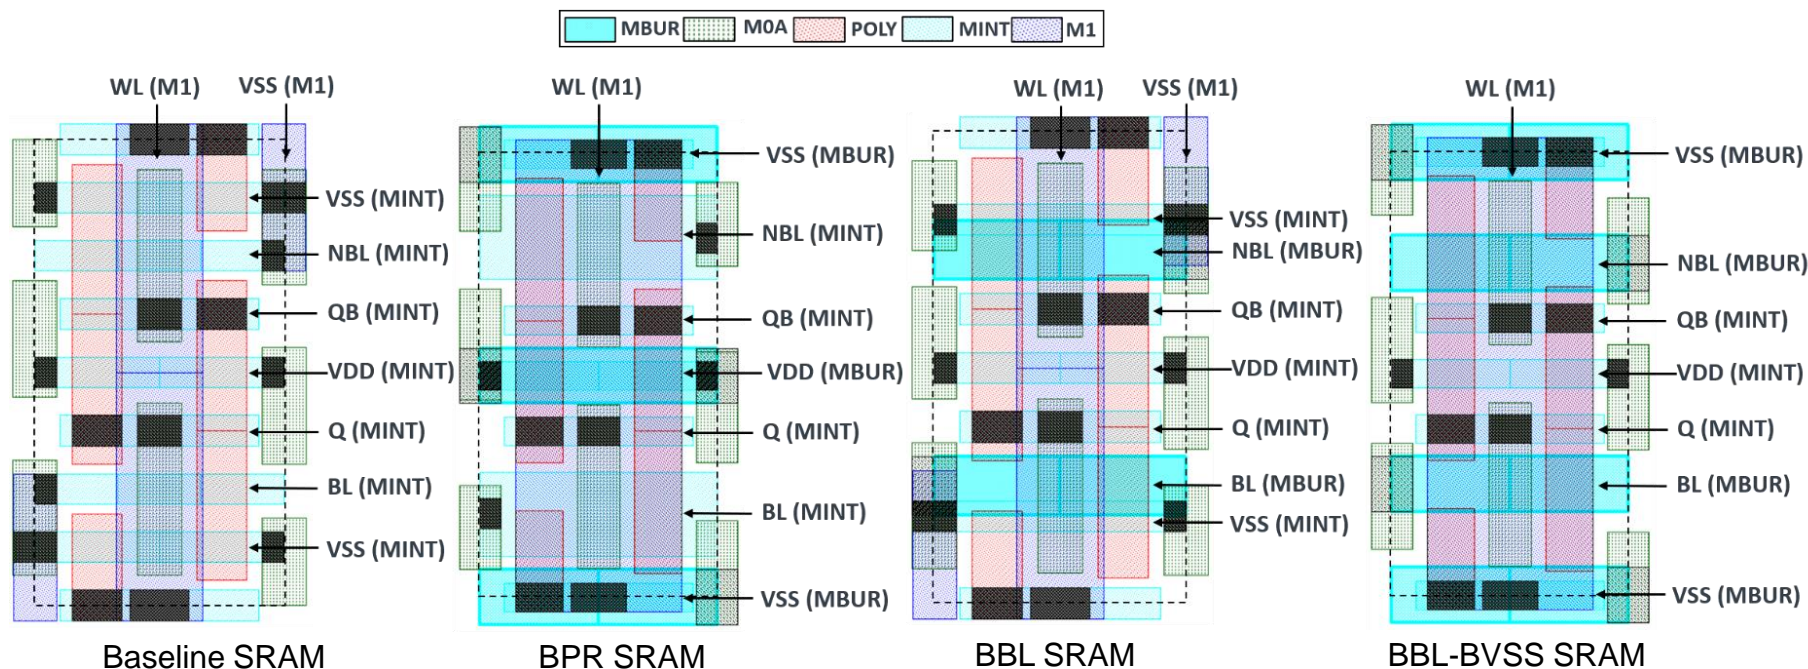 MBUR M0A POLY MINT M1
WL (M1) VSS (M1)
VSS (MINT)
NBL (MINT)
QB (MINT)
VDD (MINT)
Q (MINT)
BL (MINT)
VSS (MINT)
Baseline SRAM
WL (M1)
VSS (MBUR)
NBL (MINT)
QB (MINT)
VDD (MBUR)
Q (MINT)
BL (MINT)
VSS (MBUR)
BPR SRAM
WL (M1) VSS (M1)
VSS (MINT)
NBL (MBUR)
QB (MINT)
VDD (MINT)
Q (MINT)
BL (MBUR)
VSS (MINT)
BBL SRAM
WL (M1)
VSS (MBUR)
NBL (MBUR)
QB (MINT)
VDD (MINT)
Q (MINT)
BL (MBUR)
VSS (MBUR)
BBL-BVSS SRAM